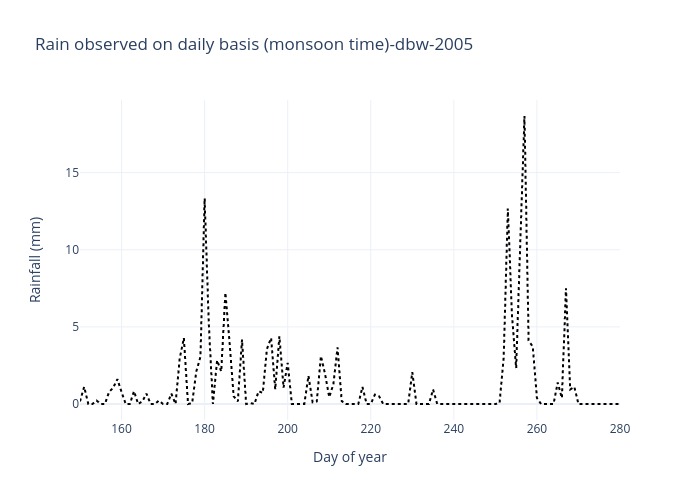 Rain observed on daily basis (monsoon time)-dbw-2005
Rainfall (mm)
15
10
5
0
160 180 200 220 240 260 280
Day of year